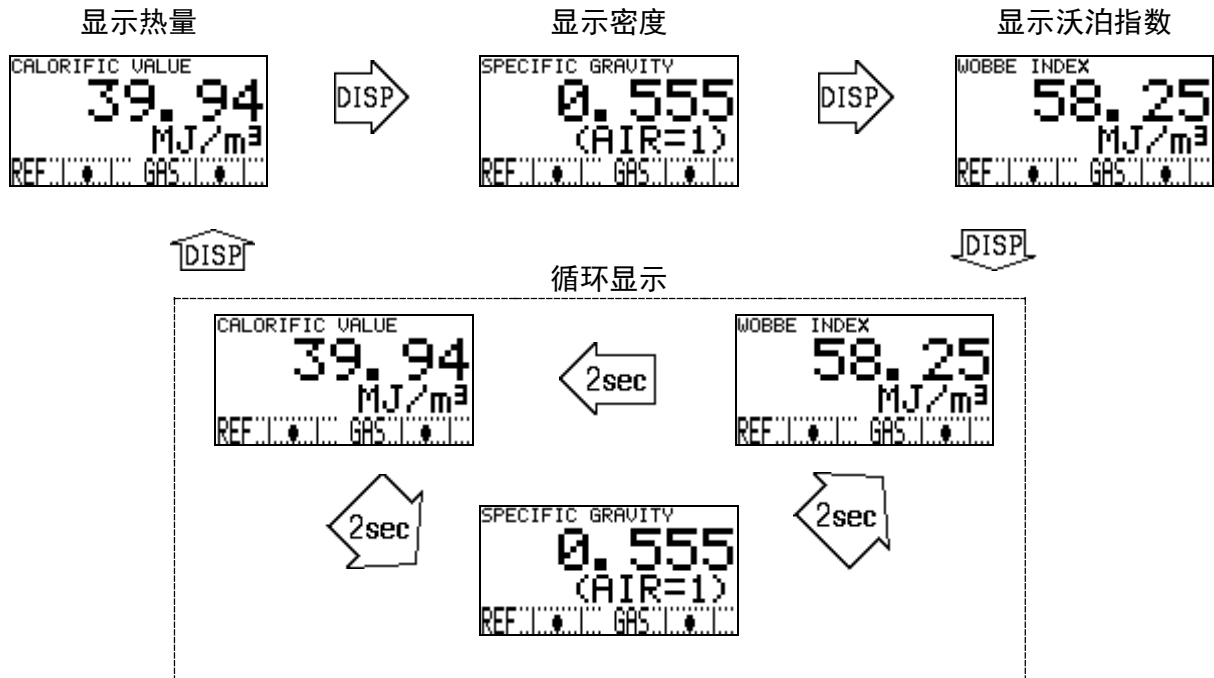 显示热量
显示密度
显示沃泊指数
CALORIFIC VALUE
39.94
MJ/m³
REF. GAS.
DISP
SPECIFIC GRAVITY
0.555
(AIR=1)
REF. GAS.
DISP
WOBBE INDEX
58.25
MJ/m³
REF. GAS.
DISP
DISP
循环显示
CALORIFIC VALUE
39.94
MJ/m³
REF. GAS.
2sec
WOBBE INDEX
58.25
MJ/m³
REF. GAS.
2sec
SPECIFIC GRAVITY
0.555
(AIR=1)
REF. GAS.
2sec